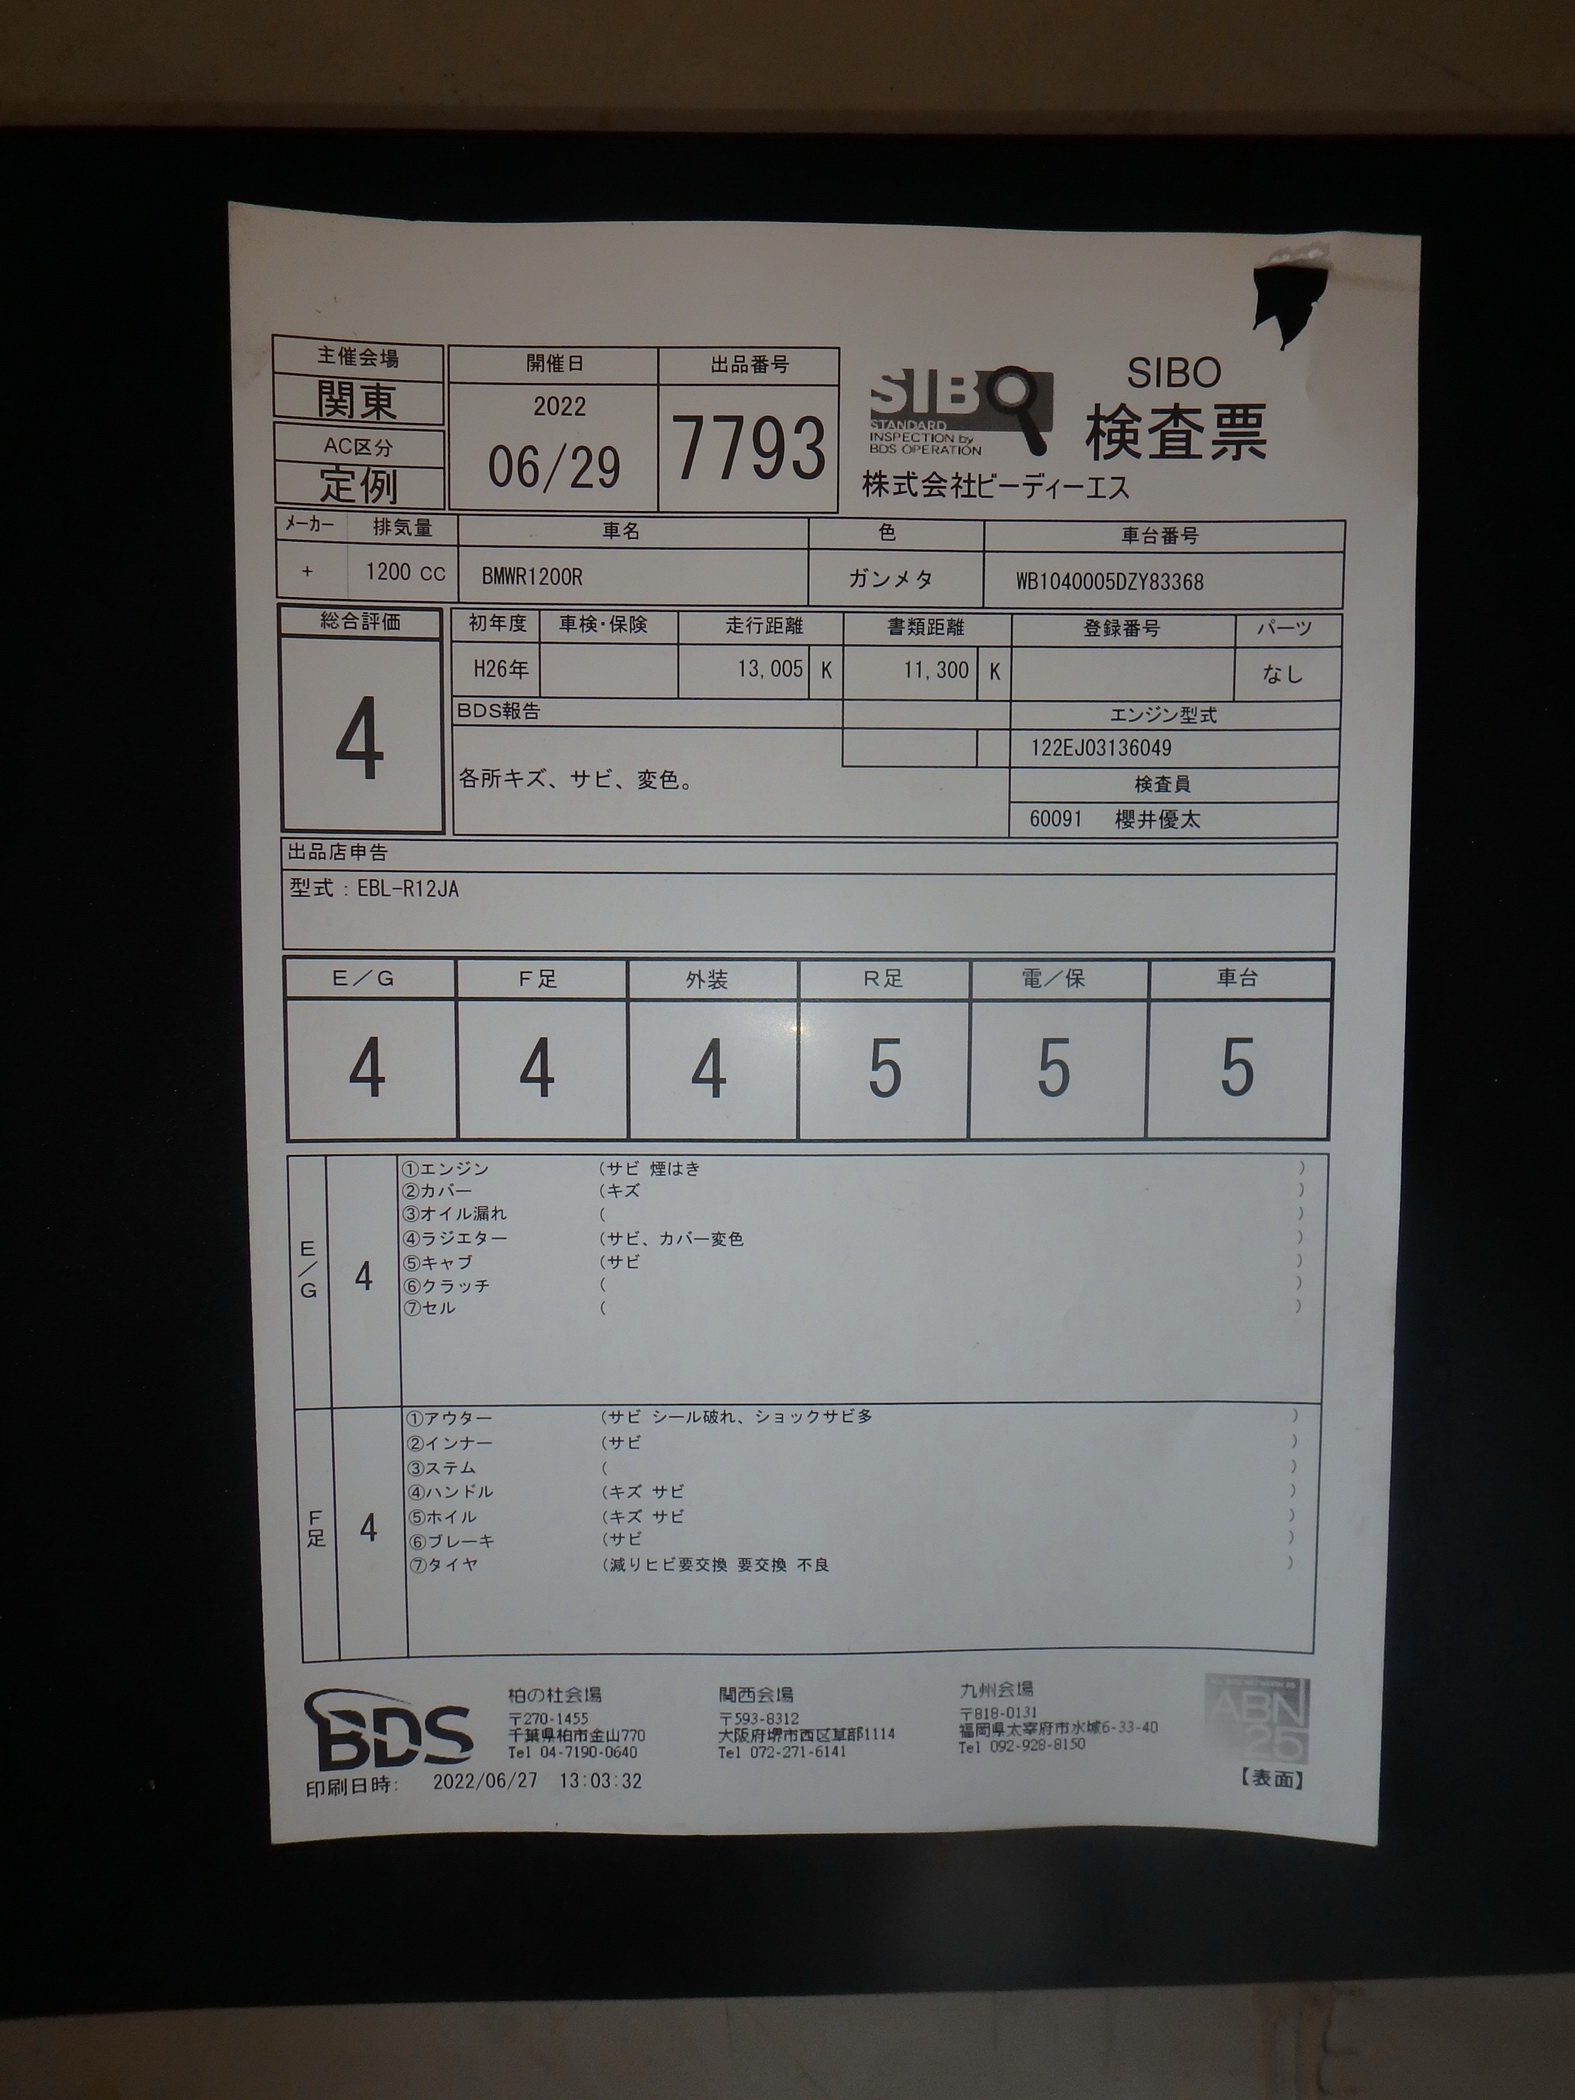 主催会場
関東
AC区分
定例
開催日
2022
06/29
出品番号
7793
SIBO
STANDARD
INSPECTION by
BDS OPERATION
SIBO
検査票
株式会社ビーディーエス
メーカー 排気量 車名 色 車台番号
+ 1200 CC BMWR1200R ガンメタ WB1040005DZY83368
総合評価
4
初年度 車検・保険 走行距離 書類距離 登録番号 パーツ
H26年 13,005 K 11,300 K なし
BDS報告
各所キズ、サビ、変色。
エンジン型式
122EJ03136049
検査員
60091 櫻井優太
出品店申告
型式：EBL-R12JA
E／G F足 外装 R足 電／保 車台
4 4 4 5 5 5
E／G 4
①エンジン (サビ 煙はき )
②カバー (キズ )
③オイル漏れ ( )
④ラジエター (サビ、カバー変色 )
⑤キャブ (サビ )
⑥クラッチ ( )
⑦セル ( )
F足 4
①アウター (サビ シール破れ、ショックサビ多 )
②インナー (サビ )
③ステム ( )
④ハンドル (キズ サビ )
⑤ホイル (キズ サビ )
⑥ブレーキ (サビ )
⑦タイヤ (減りヒビ要交換 要交換 不良 )
BDS
柏の杜会場
〒270-1455
千葉県柏市金山770
Tel 04-7190-0640
関西会場
〒593-8312
大阪府堺市西区草部1114
Tel 072-271-6141
九州会場
〒818-0131
福岡県太宰府市水城6-33-40
Tel 092-928-8150
ABN
25
【表面】
印刷日時： 2022/06/27 13:03:32